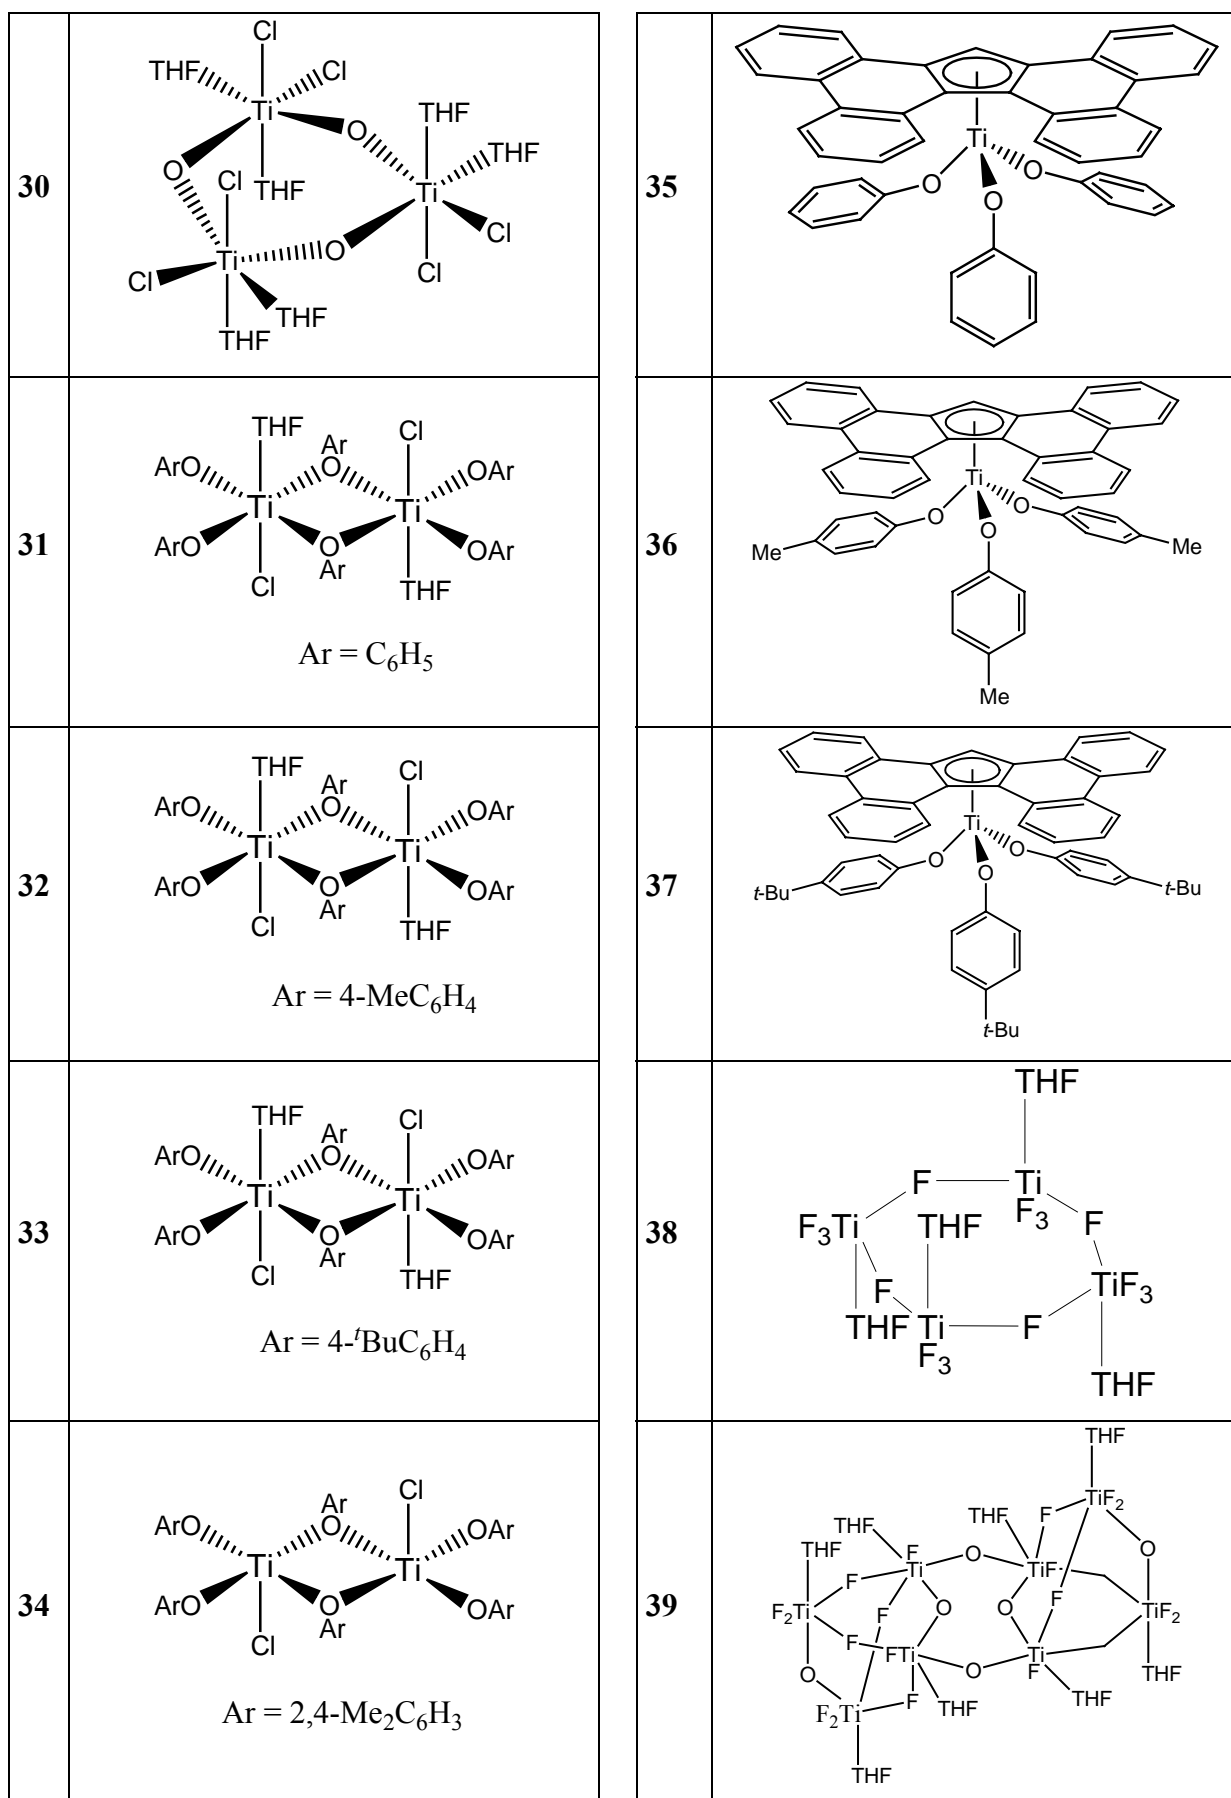 30
Cl
THF
Cl
Ti
O
THF
THF
O
THF
Cl
Ti
Cl
O
Cl
Ti
Cl
THF
THF
31
THF
Cl
ArO
Ar
O
OAr
Ti
Ti
ArO
O
Ar
OAr
Cl
THF
Ar = C6H5
32
THF
Cl
ArO
Ar
O
OAr
Ti
Ti
ArO
O
Ar
OAr
Cl
THF
Ar = 4-MeC6H4
33
THF
Cl
ArO
Ar
O
OAr
Ti
Ti
ArO
O
Ar
OAr
Cl
THF
Ar = 4-tBuC6H4
34
Cl
ArO
Ar
O
OAr
Ti
Ti
ArO
O
Ar
OAr
Cl
Ar = 2,4-Me2C6H3
35
Ti
O
O
O
36
Ti
O
O
O
Me
Me
Me
37
Ti
O
O
O
t-Bu
t-Bu
t-Bu
38
THF
F
Ti
F3
F3Ti
THF
F
F
TiF3
THF
Ti
F3
F
THF
39
THF
TiF2
THF
THF
F
THF
F
Ti
O
TiF
O
F
F2Ti
F
O
O
F
TiF2
F
FTi
O
Ti
F
O
THF
F2Ti
F
THF
THF
THF